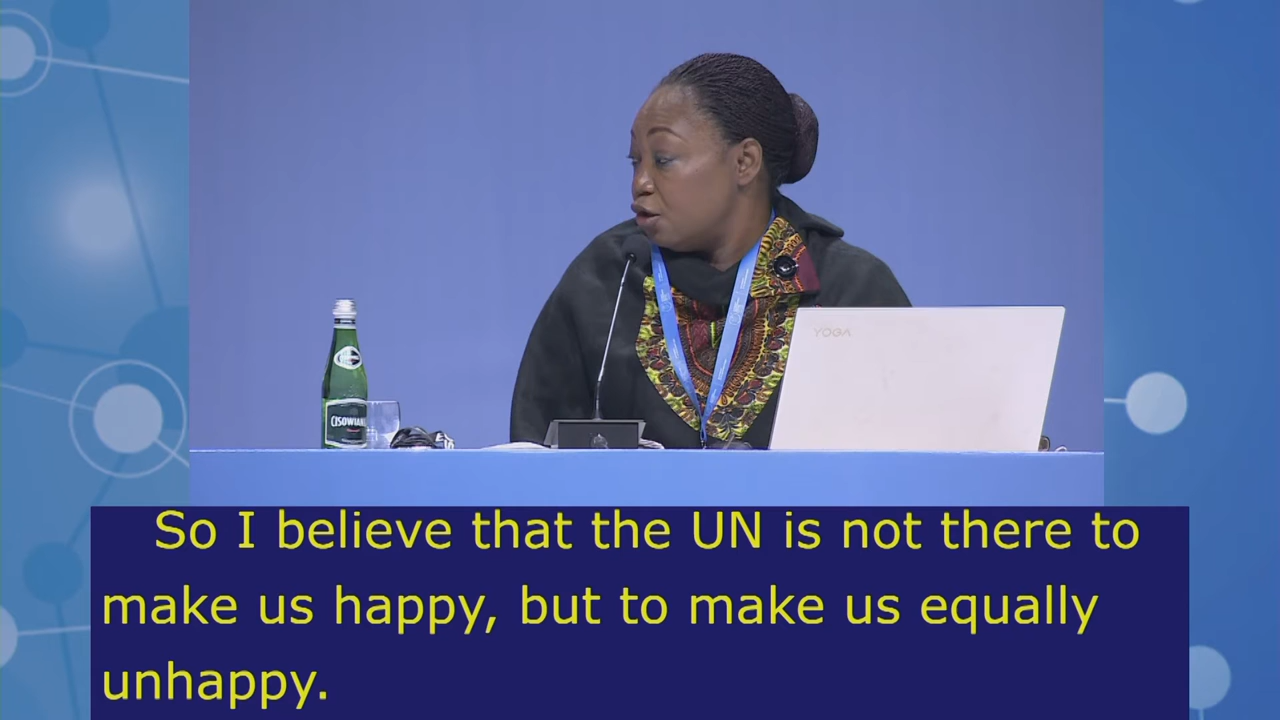 YOGA
CISOWIAN
So I believe that the UN is not there to
make us happy, but to make us equally
unhappy.